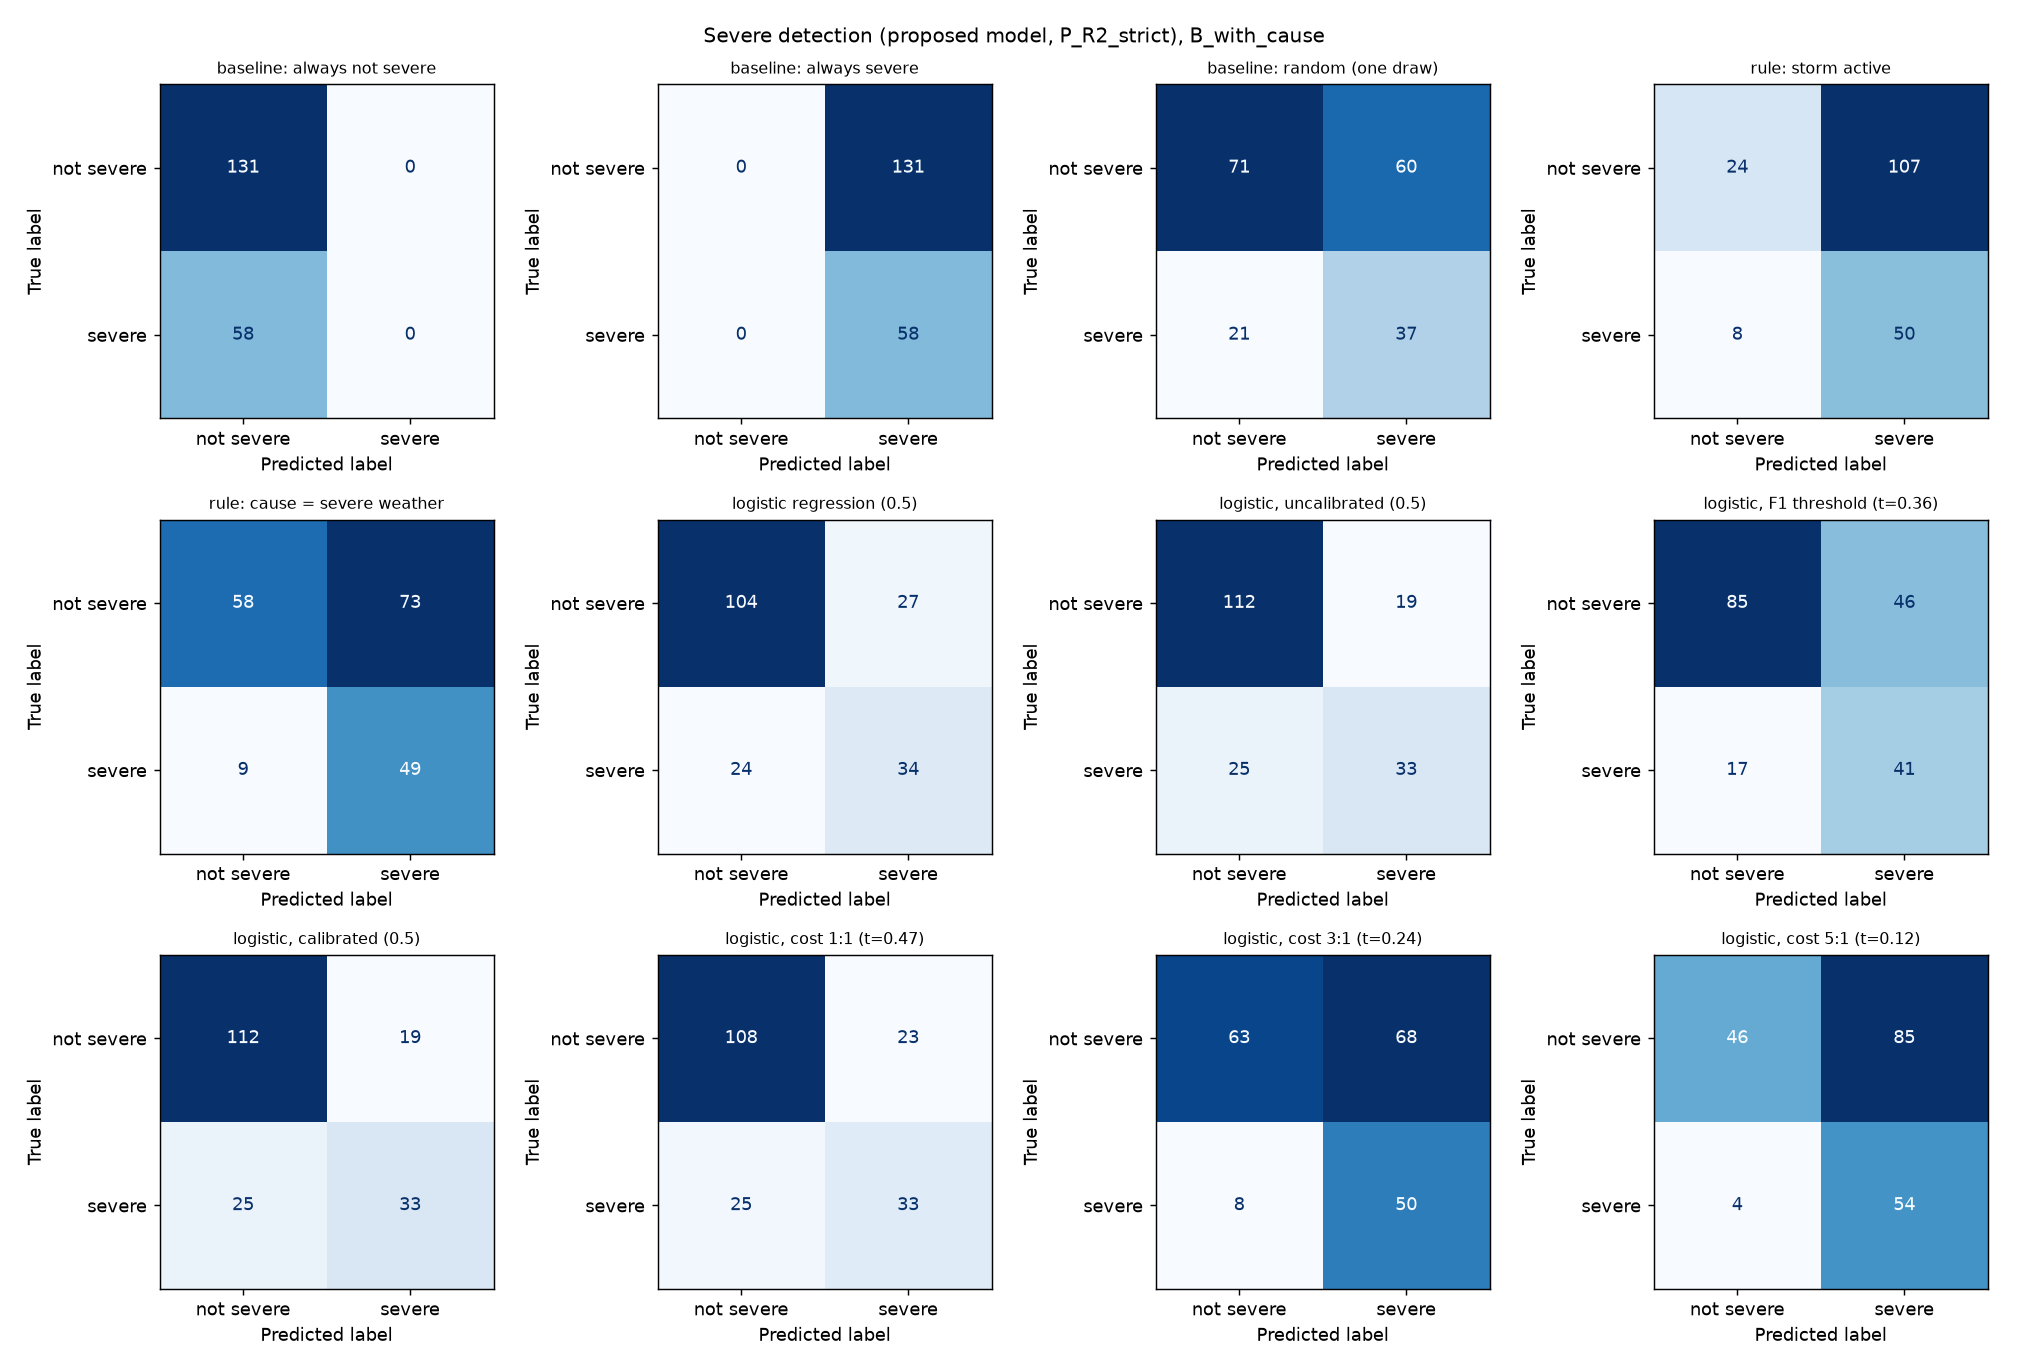 Severe detection (proposed model, P_R2_strict), B_with_cause
baseline: always not severe
True label
not severe
131
0
severe
58
0
not severe
severe
Predicted label
baseline: always severe
True label
not severe
0
131
severe
0
58
not severe
severe
Predicted label
baseline: random (one draw)
True label
not severe
71
60
severe
21
37
not severe
severe
Predicted label
rule: storm active
True label
not severe
24
107
severe
8
50
not severe
severe
Predicted label
rule: cause = severe weather
True label
not severe
58
73
severe
9
49
not severe
severe
Predicted label
logistic regression (0.5)
True label
not severe
104
27
severe
24
34
not severe
severe
Predicted label
logistic, uncalibrated (0.5)
True label
not severe
112
19
severe
25
33
not severe
severe
Predicted label
logistic, F1 threshold (t=0.36)
True label
not severe
85
46
severe
17
41
not severe
severe
Predicted label
logistic, calibrated (0.5)
True label
not severe
112
19
severe
25
33
not severe
severe
Predicted label
logistic, cost 1:1 (t=0.47)
True label
not severe
108
23
severe
25
33
not severe
severe
Predicted label
logistic, cost 3:1 (t=0.24)
True label
not severe
63
68
severe
8
50
not severe
severe
Predicted label
logistic, cost 5:1 (t=0.12)
True label
not severe
46
85
severe
4
54
not severe
severe
Predicted label